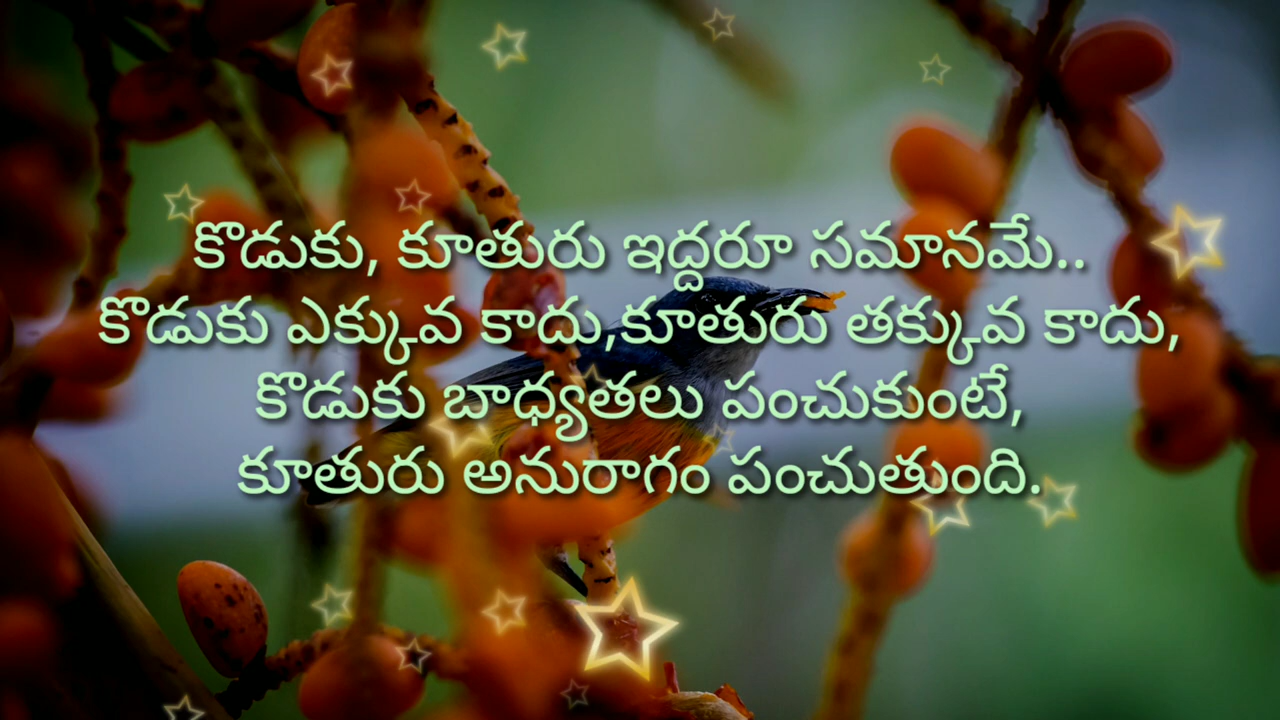 కొడుకు, కూతురు ఇద్దరూ సమానమే..
కొడుకు ఎక్కువ కాదు,కూతురు తక్కువ కాదు,
కొడుకు బాధ్యతలు పంచుకుంటే,
కూతురు అనురాగం పంచుతుంది.